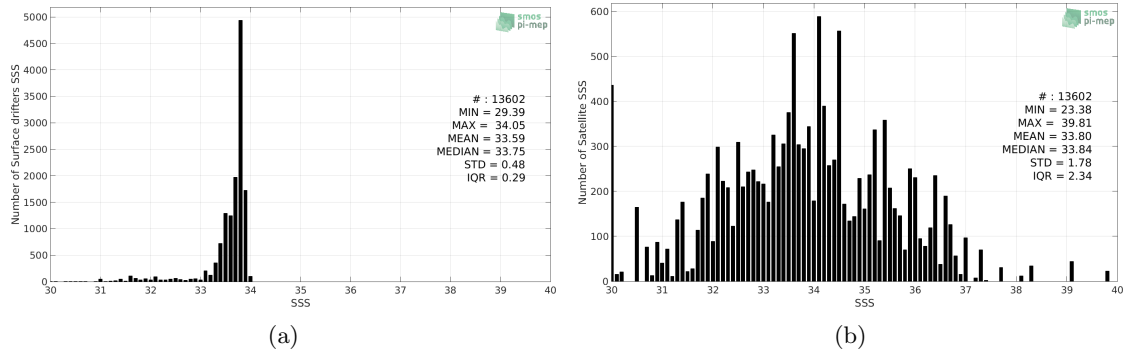 smos
pi-mep
5000
4500
4000
3500
3000
2500
2000
1500
1000
500
0
Number of Surface drifters SSS
# : 13602
MIN = 29.39
MAX = 34.05
MEAN = 33.59
MEDIAN = 33.75
STD = 0.48
IQR = 0.29
30 31 32 33 34 35 36 37 38 39 40
SSS
(a)
smos
pi-mep
600
500
400
300
200
100
0
Number of Satellite SSS
# : 13602
MIN = 23.38
MAX = 39.81
MEAN = 33.80
MEDIAN = 33.84
STD = 1.78
IQR = 2.34
30 31 32 33 34 35 36 37 38 39 40
SSS
(b)